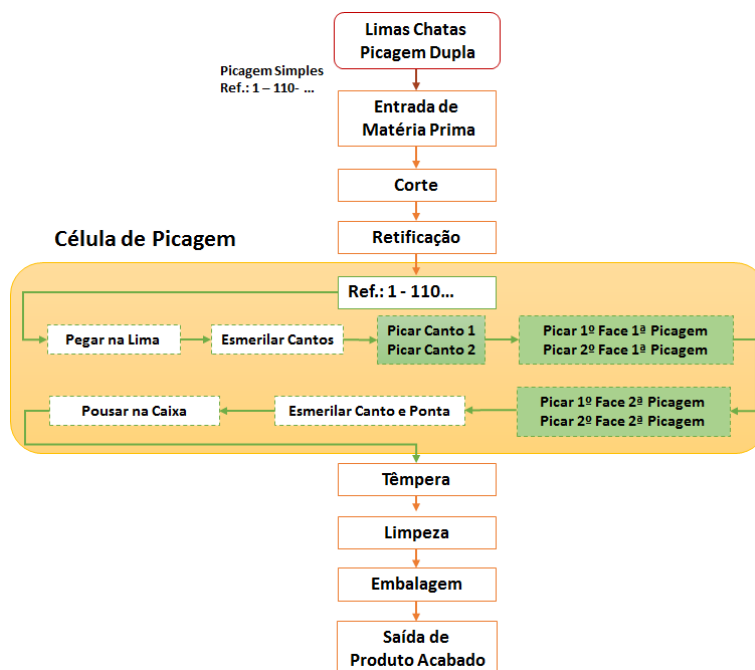 Limas Chatas
Picagem Dupla
Picagem Simples
Ref.: 1 – 110- ...
Entrada de
Matéria Prima
Corte
Retificação
Célula de Picagem
Ref.: 1 - 110...
Pegar na Lima
Esmerilar Cantos
Picar Canto 1
Picar Canto 2
Picar 1º Face 1ª Picagem
Picar 2º Face 1ª Picagem
Pousar na Caixa
Esmerilar Canto e Ponta
Picar 1º Face 2ª Picagem
Picar 2º Face 2ª Picagem
Têmpera
Limpeza
Embalagem
Saída de
Produto Acabado